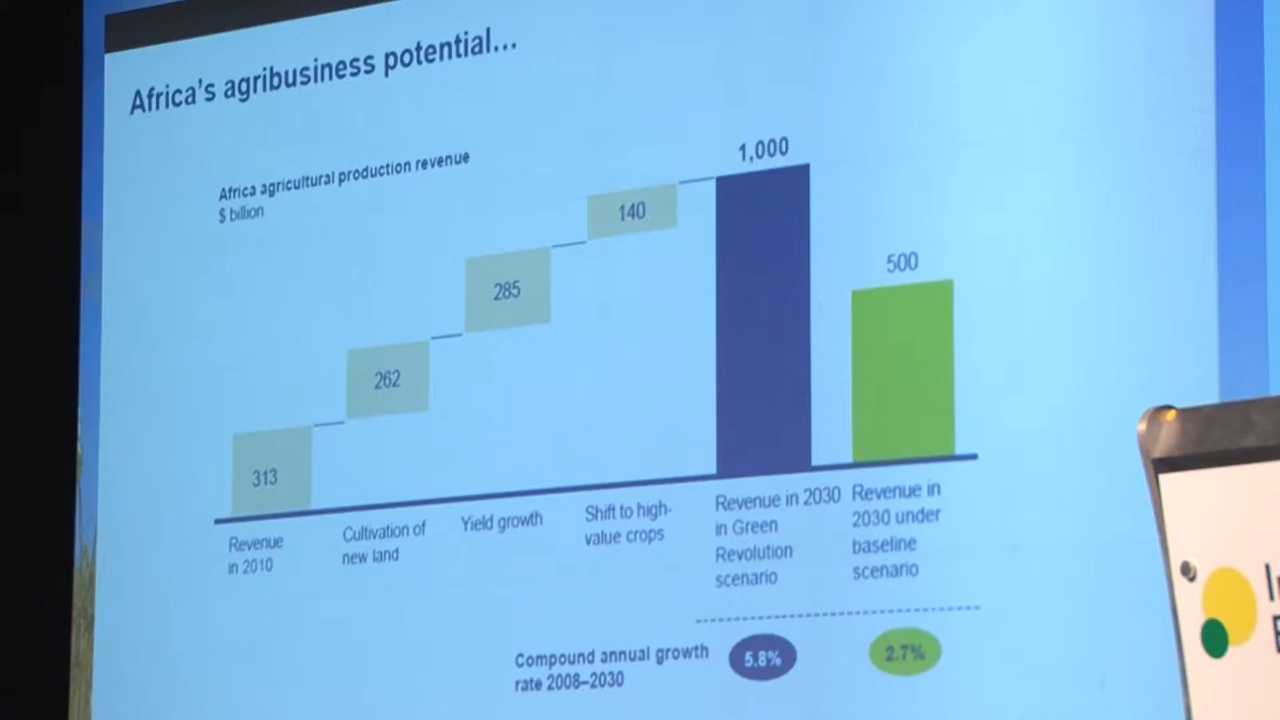 Africa's agribusiness potential...
Africa agricultural production revenue
$ billion
313
262
285
140
1,000
500
Revenue
in 2010
Cultivation of
new land
Yield growth
Shift to high-
value crops
Revenue in 2030
in Green
Revolution
scenario
Revenue in
2030 under
baseline
scenario
Compound annual growth
rate 2008–2030
5.8%
2.7%